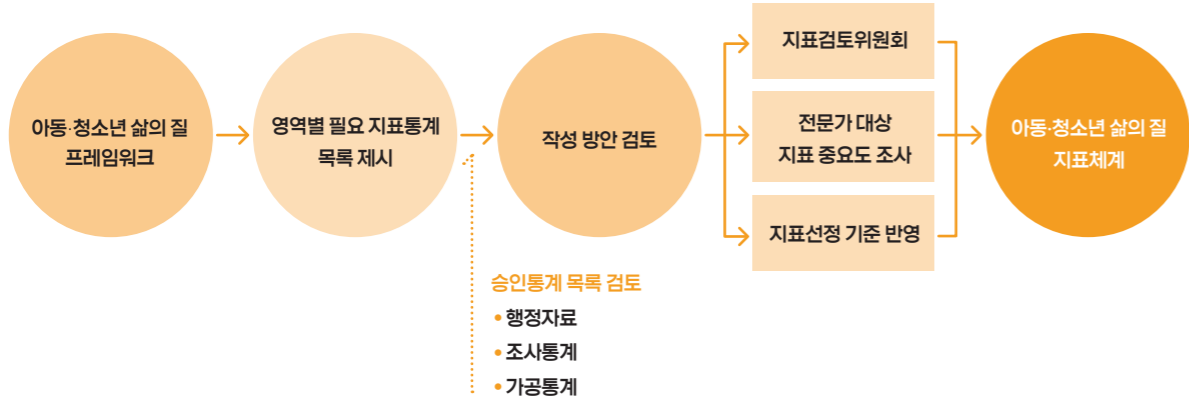 아동·청소년 삶의 질
프레임워크
영역별 필요 지표통계
목록 제시
작성 방안 검토
지표검토위원회
전문가 대상
지표 중요도 조사
지표선정 기준 반영
아동·청소년 삶의 질
지표체계
승인통계 목록 검토
• 행정자료
• 조사통계
• 가공통계